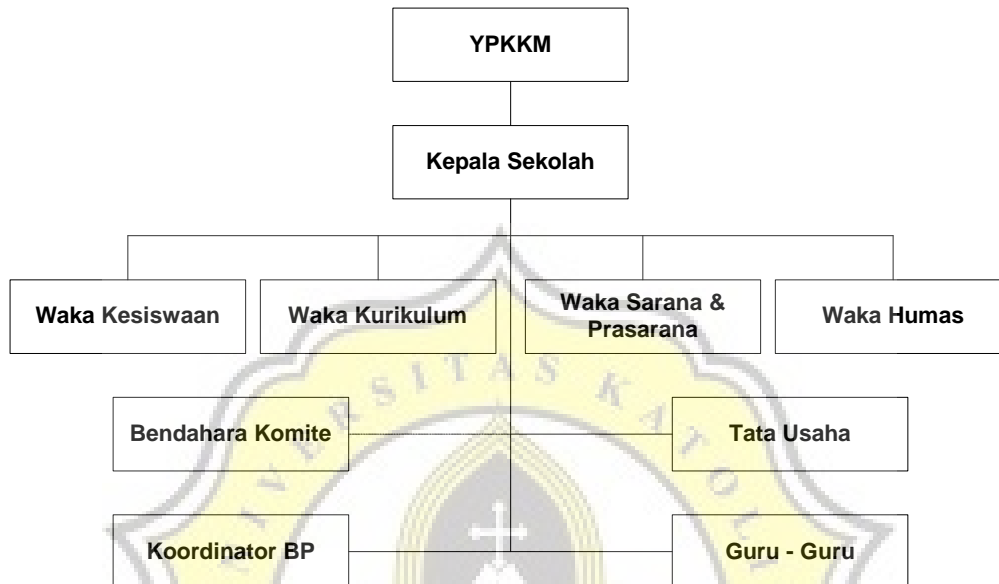 YPKKM
Kepala Sekolah
Waka Kesiswaan
Waka Kurikulum
Waka Sarana &
Prasarana
Waka Humas
Bendahara Komite
Tata Usaha
Koordinator BP
Guru - Guru